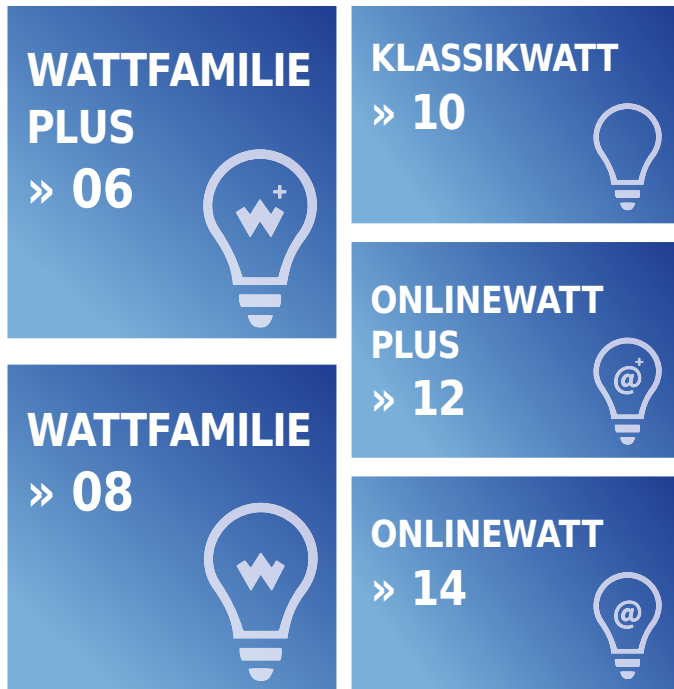 WATTFAMILIE
PLUS
» 06
W+
WATTFAMILIE
» 08
W
KLASSIKWATT
» 10
ONLINEWATT
PLUS
» 12
@+
ONLINEWATT
» 14
@